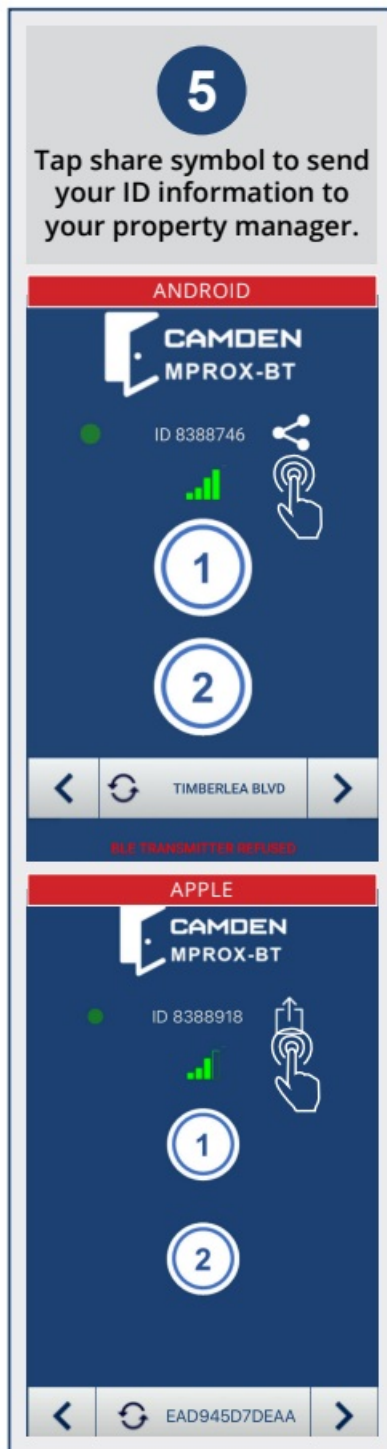 5
Tap share symbol to send
your ID information to
your property manager.
ANDROID
CAMDEN
MPROX-BT
ID 8388746
1
2
TIMBERLEA BLVD
BLE TRANSMITTER REFUSED
APPLE
CAMDEN
MPROX-BT
ID 8388918
1
2
EAD945D7DEAA